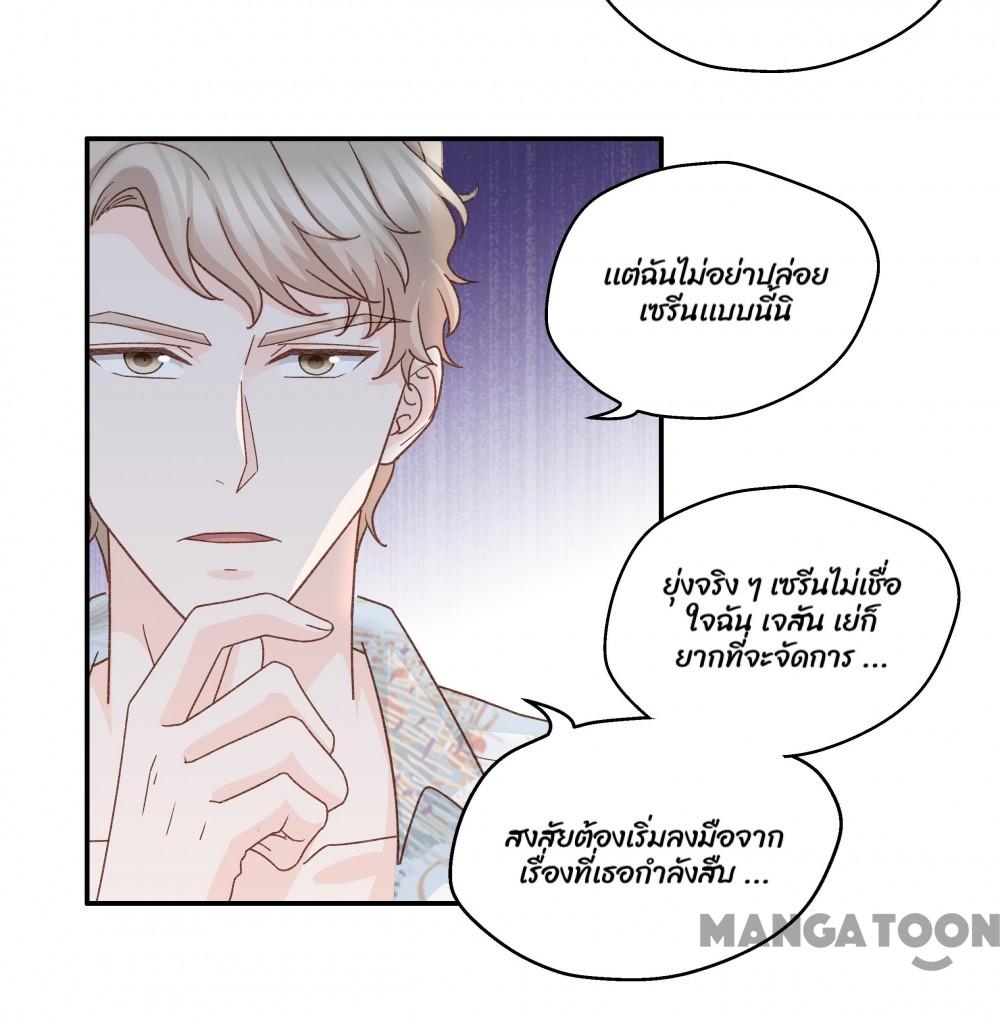 แต่ฉันไม่อย่าปล่อย
เซรีนแบบนี้นิ
ยุ่งจริง ๆ เซรีนไม่เชื่อ
ใจฉัน เจสัน เย่ก็
ยากที่จะจัดการ ...
สงสัยต้องเริ่มลงมือจาก
เรื่องที่เธอกำลังสืบ ...
MANGATOON